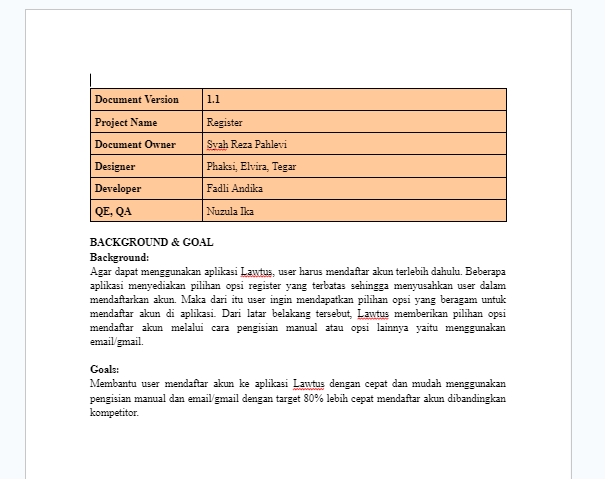 Document Version 1.1
Project Name Register
Document Owner Syah Reza Pahlevi
Designer Phaksi, Elvira, Tegar
Developer Fadli Andika
QE, QA Nuzula Ika
BACKGROUND & GOAL
Background:
Agar dapat menggunakan aplikasi Lawtus, user harus mendaftar akun terlebih dahulu. Beberapa
aplikasi menyediakan pilihan opsi register yang terbatas sehingga menyusahkan user dalam
mendaftarkan akun. Maka dari itu user ingin mendapatkan pilihan opsi yang beragam untuk
mendaftar akun di aplikasi. Dari latar belakang tersebut, Lawtus memberikan pilihan opsi
mendaftar akun melalui cara pengisian manual atau opsi lainnya yaitu menggunakan
email/gmail.
Goals:
Membantu user mendaftar akun ke aplikasi Lawtus dengan cepat dan mudah menggunakan
pengisian manual dan email/gmail dengan target 80% lebih cepat mendaftar akun dibandingkan
kompetitor.